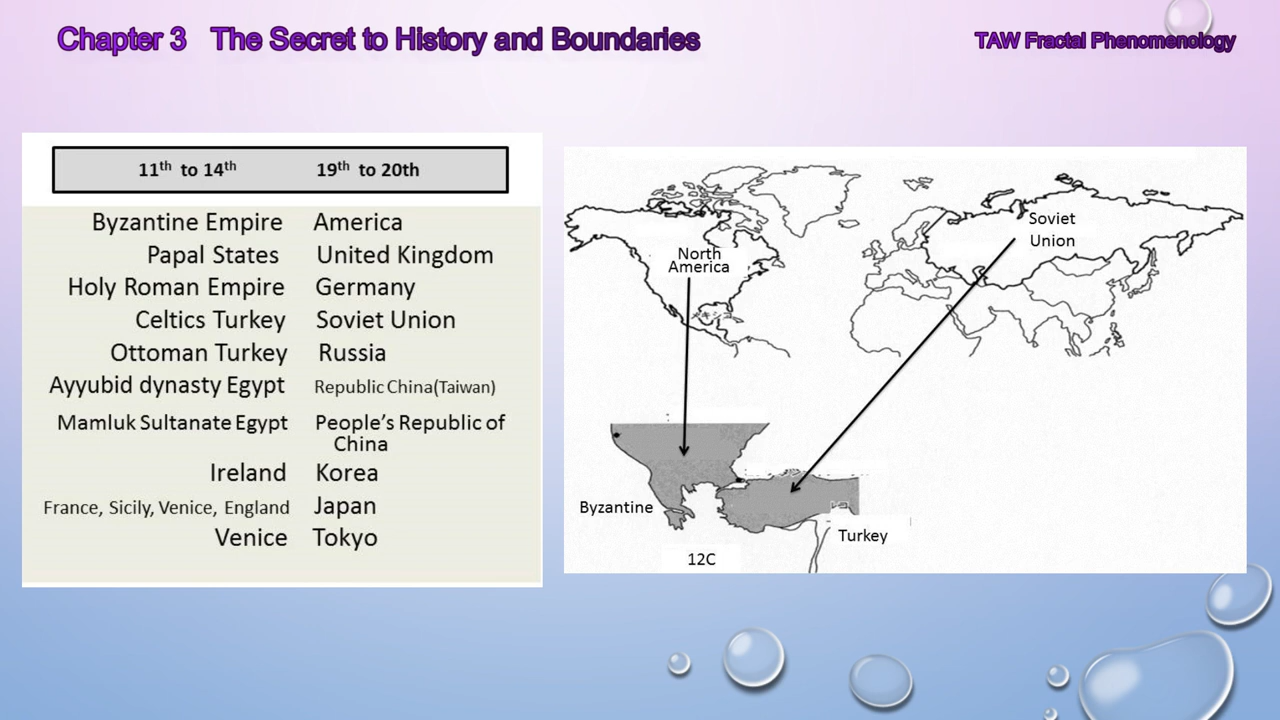 Chapter 3 The Secret to History and Boundaries
TAW Fractal Phenomenology
11th to 14th 19th to 20th
Byzantine Empire America
Papal States United Kingdom
Holy Roman Empire Germany
Celtics Turkey Soviet Union
Ottoman Turkey Russia
Ayyubid dynasty Egypt Republic China(Taiwan)
Mamluk Sultanate Egypt People's Republic of
China
Ireland Korea
France, Sicily, Venice, England Japan
Venice Tokyo
North
America
Soviet
Union
Byzantine
Turkey
12C